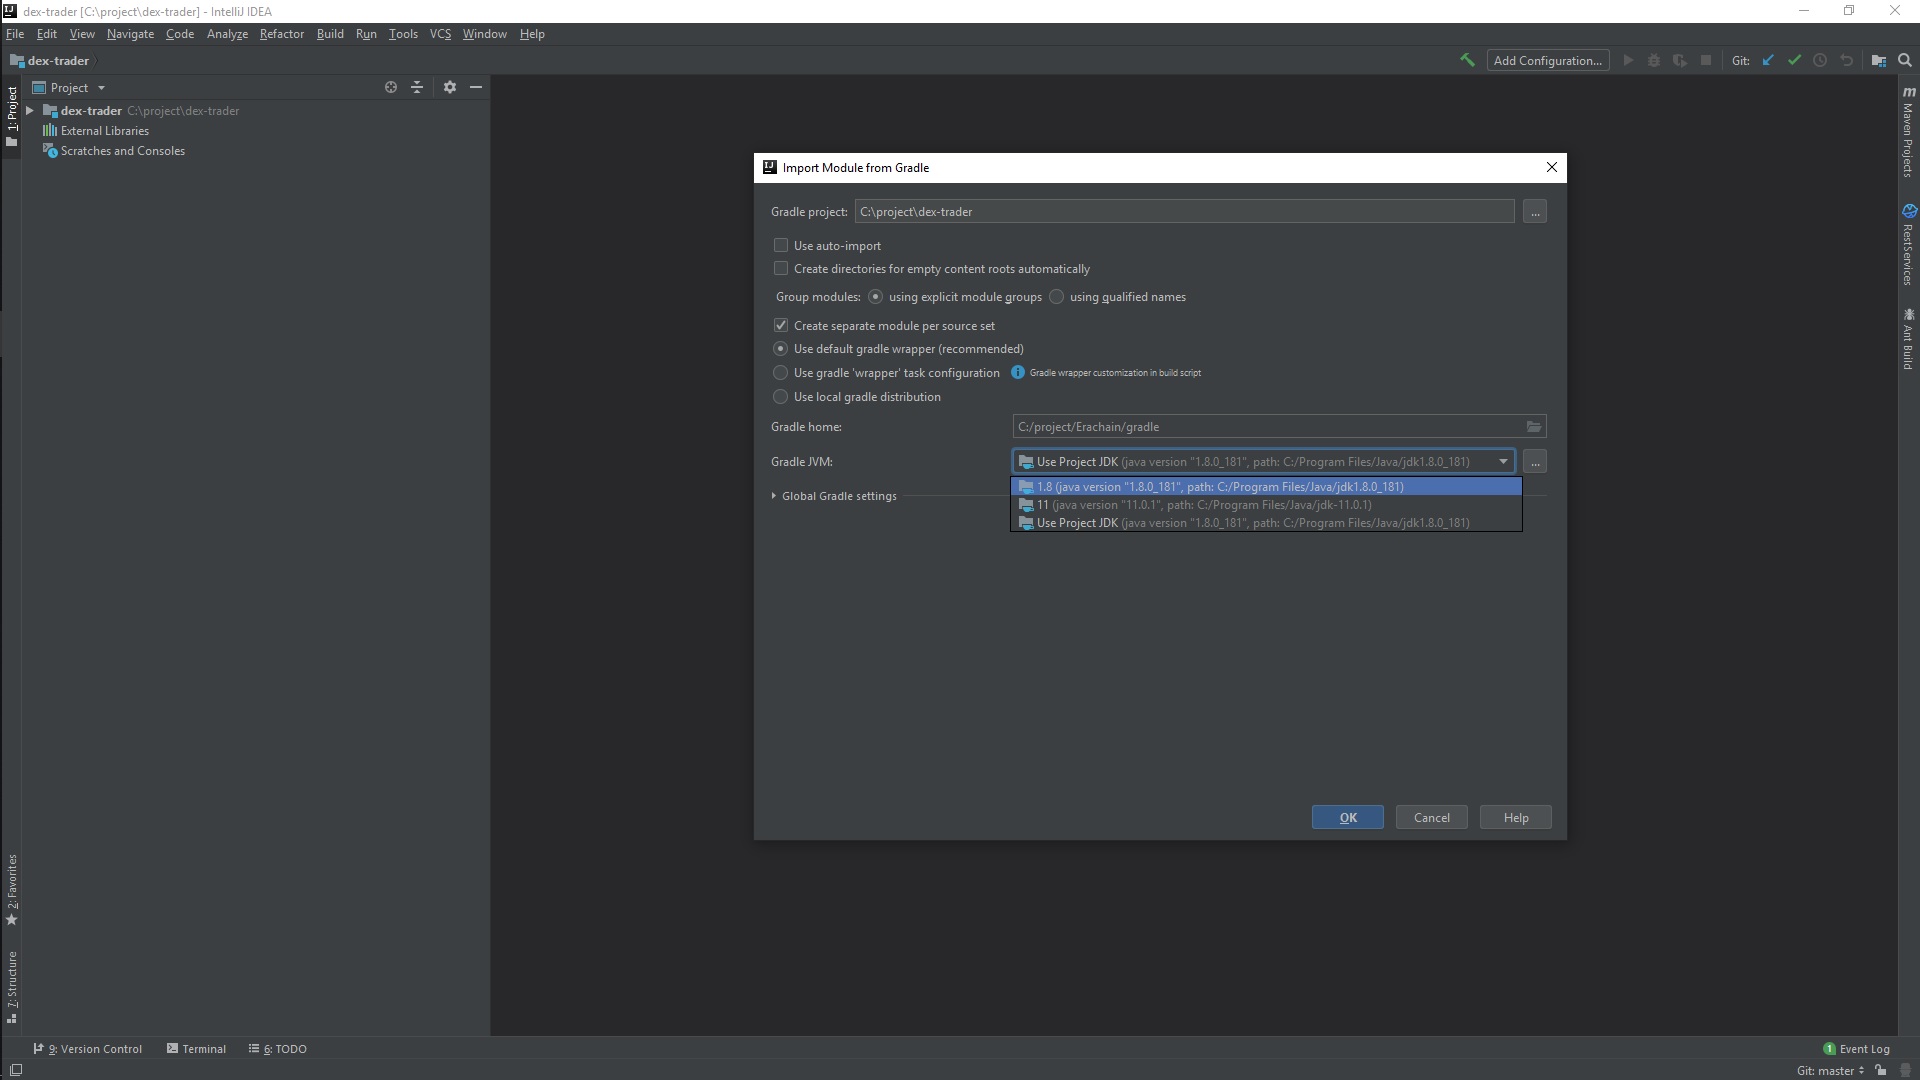 dex-trader [C:\project\dex-trader] - IntelliJ IDEA
File Edit View Navigate Code Analyze Refactor Build Run Tools VCS Window Help
dex-trader
Add Configuration...
Git:
Project
dex-trader C:\project\dex-trader
External Libraries
Scratches and Consoles
1: Project
2: Favorites
7: Structure
Import Module from Gradle
Gradle project: C:\project\dex-trader ...
Use auto-import
Create directories for empty content roots automatically
Group modules: using explicit module groups using qualified names
Create separate module per source set
Use default gradle wrapper (recommended)
Use gradle 'wrapper' task configuration Gradle wrapper customization in build script
Use local gradle distribution
Gradle home: C:/project/Erachain/gradle
Gradle JVM: Use Project JDK (java version "1.8.0_181", path: C:/Program Files/Java/jdk1.8.0_181) ...
1.8 (java version "1.8.0_181", path: C:/Program Files/Java/jdk1.8.0_181)
Global Gradle settings
11 (java version "11.0.1", path: C:/Program Files/Java/jdk-11.0.1)
Use Project JDK (java version "1.8.0_181", path: C:/Program Files/Java/jdk1.8.0_181)
OK Cancel Help
m Maven Projects
RestServices
Ant Build
9: Version Control Terminal 6: TODO
1 Event Log
Git: master